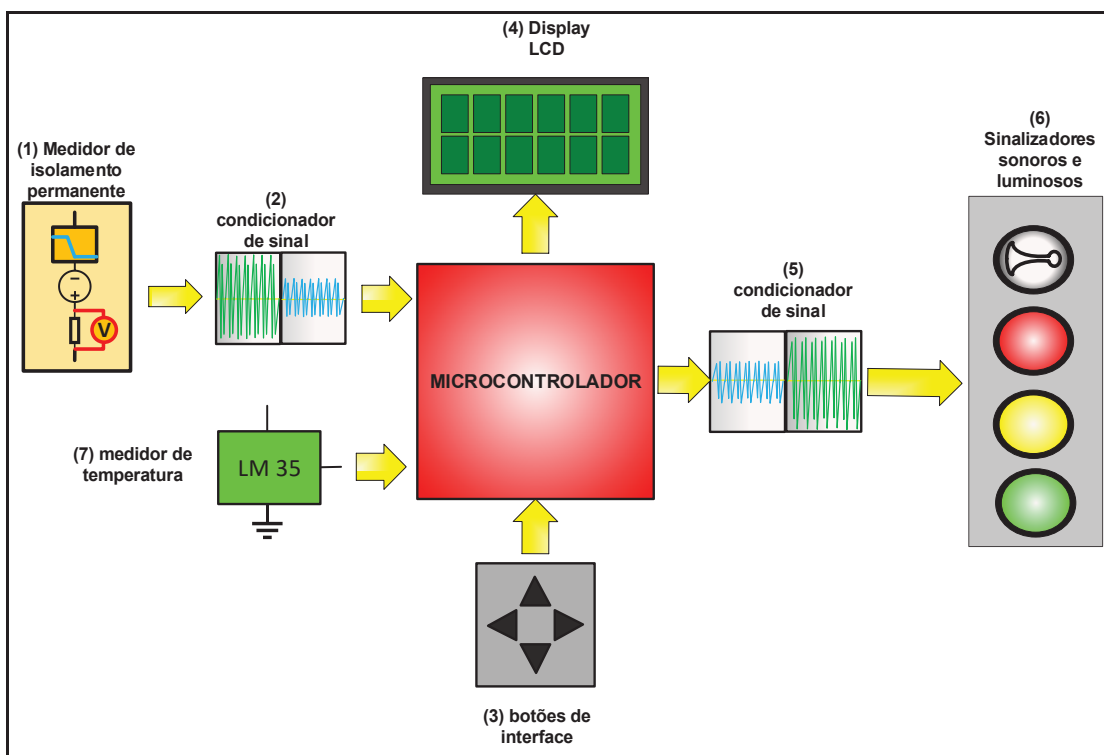 (4) Display
LCD
(1) Medidor de
isolamento
permanente
(2)
condicionador
de sinal
(6)
Sinalizadores
sonoros e
luminosos
V
MICROCONTROLADOR
(5)
condicionador
de sinal
(7) medidor de
temperatura
LM 35
(3) botões de
interface